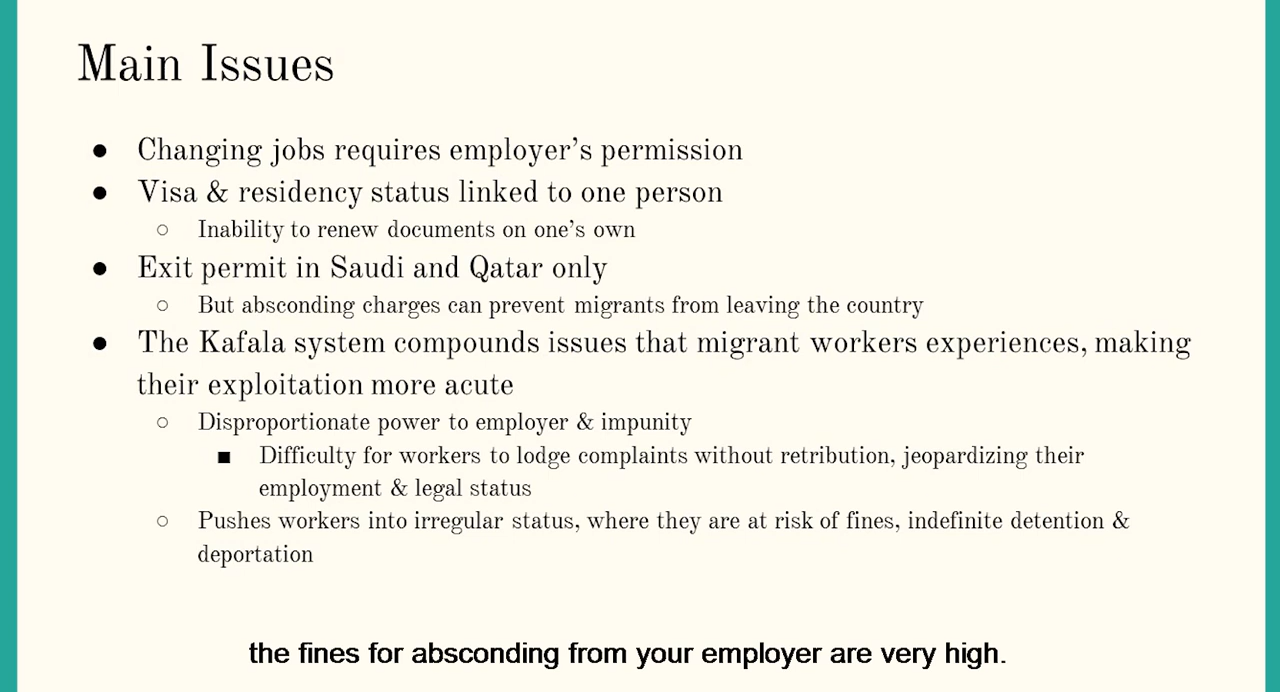 Main Issues
● Changing jobs requires employer's permission
● Visa & residency status linked to one person
○ Inability to renew documents on one's own
● Exit permit in Saudi and Qatar only
○ But absconding charges can prevent migrants from leaving the country
● The Kafala system compounds issues that migrant workers experiences, making
their exploitation more acute
○ Disproportionate power to employer & impunity
■ Difficulty for workers to lodge complaints without retribution, jeopardizing their
employment & legal status
○ Pushes workers into irregular status, where they are at risk of fines, indefinite detention &
deportation
the fines for absconding from your employer are very high.